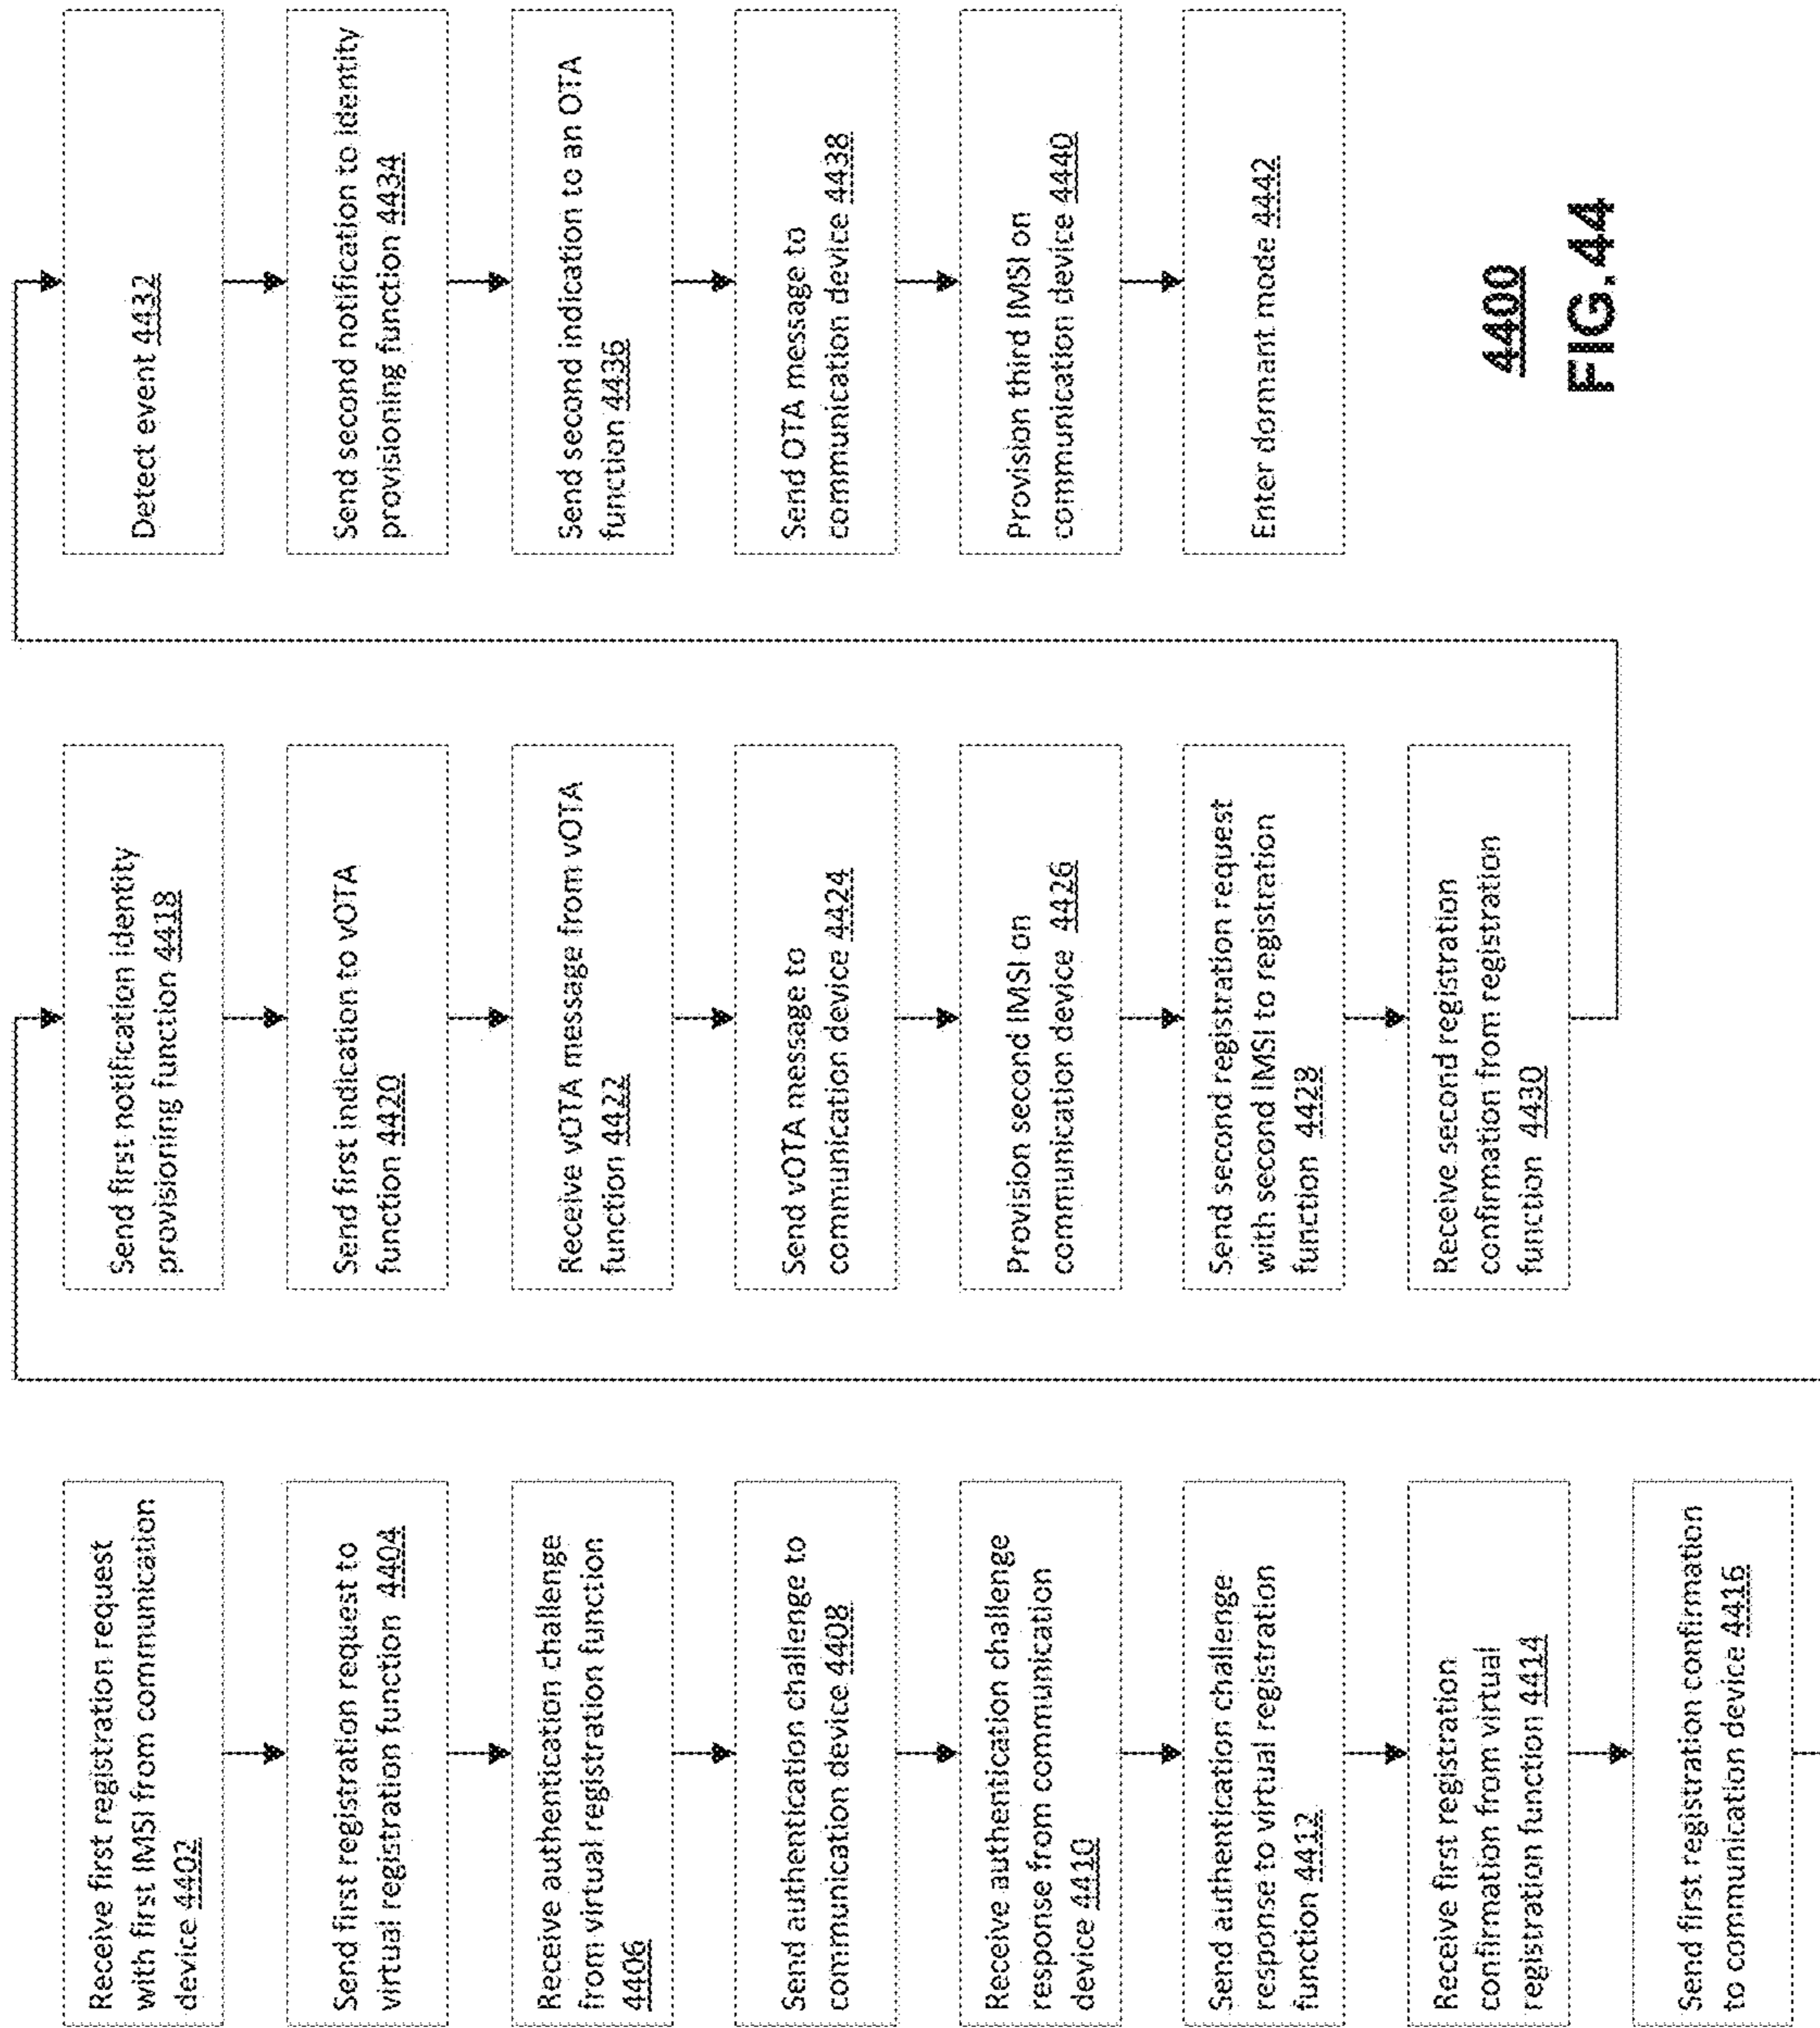 Receive first registration request
with first IMSI from communication
device 4402
Send first registration request to
virtual registration function 4404
Receive authentication challenge
from virtual registration function
4406
Send authentication challenge to
communication device 4408
Receive authentication challenge
response from communication
device 4410
Send authentication challenge
response to virtual registration
function 4412
Receive first registration
confirmation from virtual
registration function 4414
Send first registration confirmation
to communication device 4416
Send first notification identity
provisioning function 4418
Send first indication to vOTA
function 4420
Receive vOTA message from vOTA
function 4422
Send vOTA message to
communication device 4424
Provision second IMSI on
communication device 4426
Send second registration request
with second IMSI to registration
function 4428
Receive second registration
confirmation from registration
function 4430
Detect event 4432
Send second notification to identity
provisioning function 4434
Send second indication to an OTA
function 4436
Send OTA message to
communication device 4438
Provision third IMSI on
communication device 4440
Enter dormant mode 4442
4400
FIG. 44